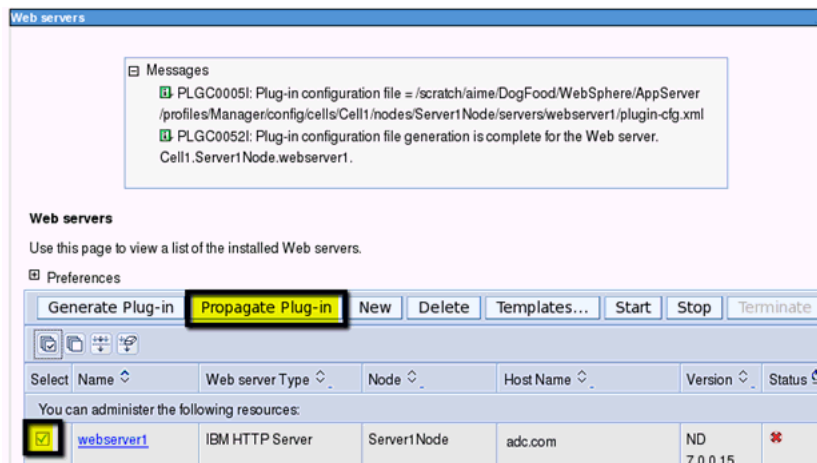 Web servers
Messages
PLGC0005I: Plug-in configuration file = /scratch/aime/DogFood/WebSphere/AppServer
/profiles/Manager/config/cells/Cell1/nodes/Server1Node/servers/webserver1/plugin-cfg.xml
PLGC0052I: Plug-in configuration file generation is complete for the Web server.
Cell1.Server1Node.webserver1.
Web servers
Use this page to view a list of the installed Web servers.
Preferences
Generate Plug-in Propagate Plug-in New Delete Templates... Start Stop Terminate
Select Name Web server Type Node Host Name Version Status
You can administer the following resources:
webserver1 IBM HTTP Server Server1Node adc.com ND
7.0.0.15